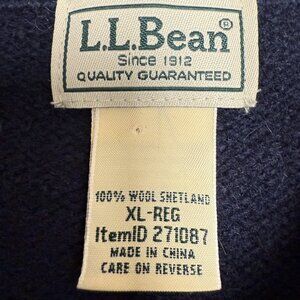 L.L.Bean®
Since 1912
QUALITY GUARANTEED
100% WOOL SHETLAND
XL-REG
ItemID 271087
MADE IN CHINA
CARE ON REVERSE